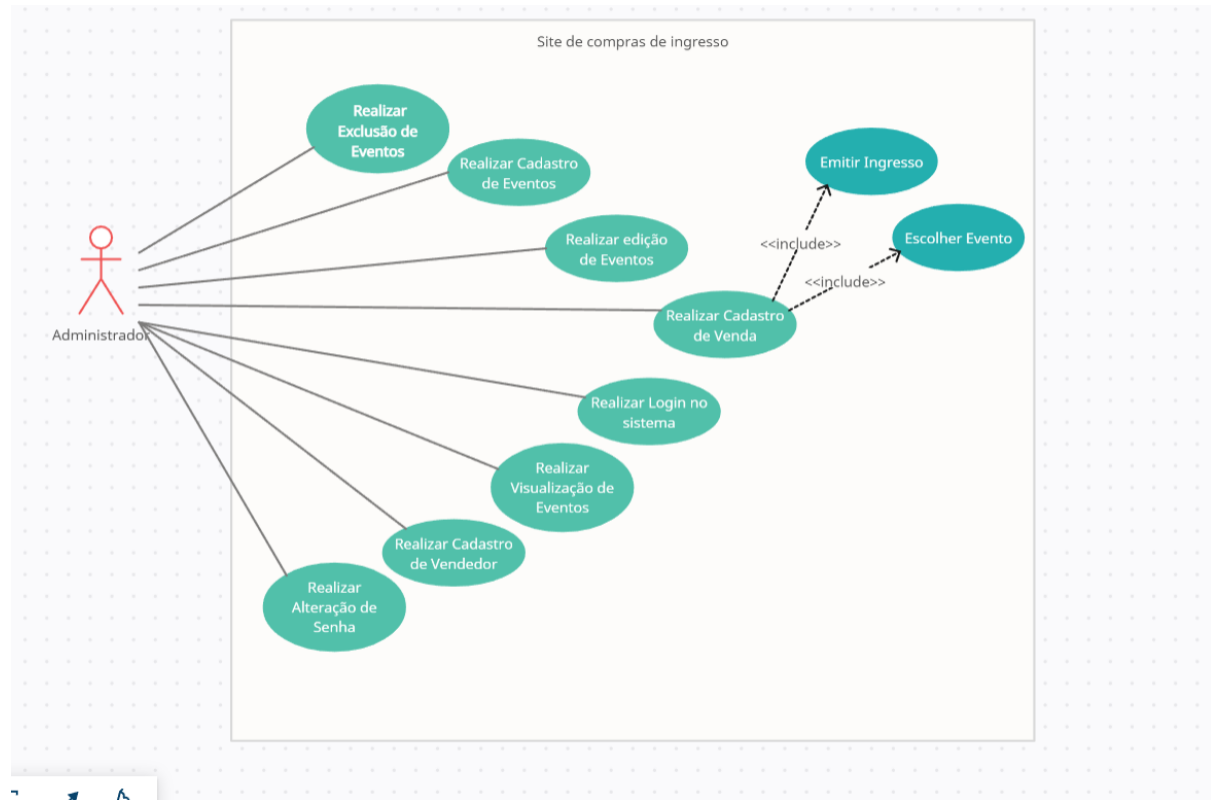 Site de compras de ingresso
Realizar
Exclusão de
Eventos
Realizar Cadastro
de Eventos
Emitir Ingresso
Realizar edição
de Eventos
Escolher Evento
<<include>>
<<include>>
Realizar Cadastro
de Venda
Administrador
Realizar Login no
sistema
Realizar
Visualização de
Eventos
Realizar Cadastro
de Vendedor
Realizar
Alteração de
Senha